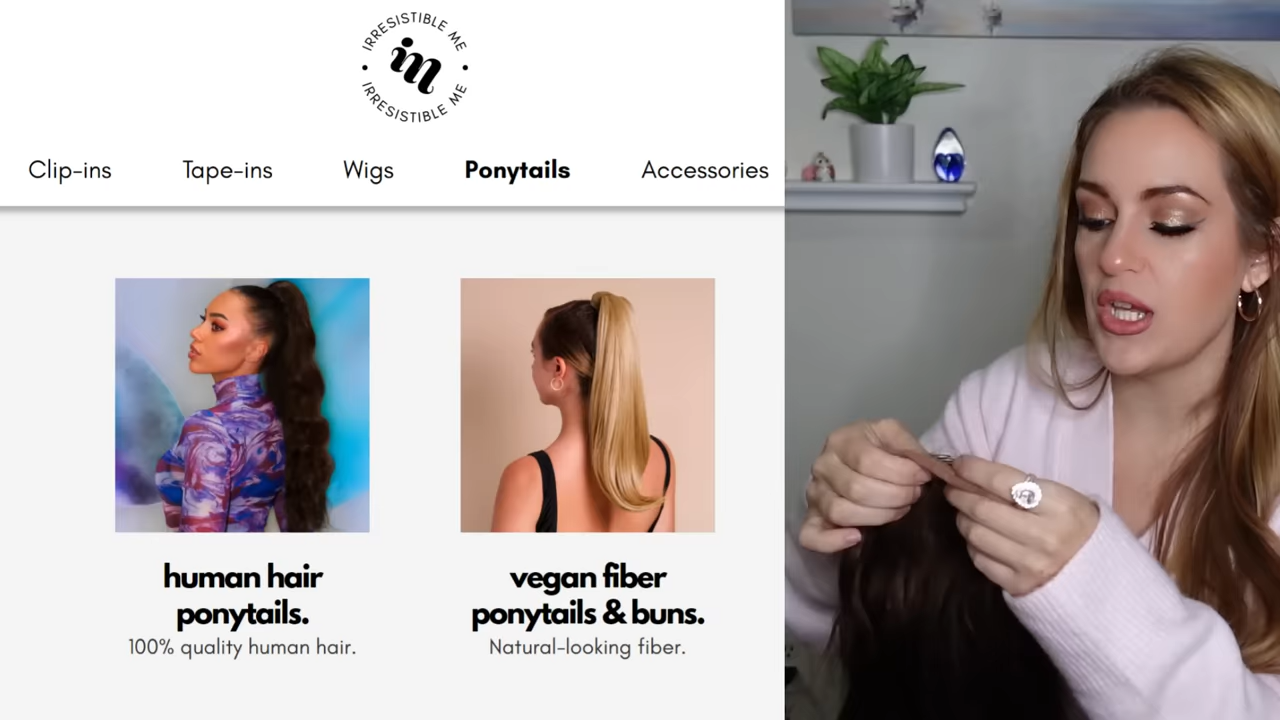 IRRESISTIBLE ME
im
IRRESISTIBLE ME
Clip-ins
Tape-ins
Wigs
Ponytails
Accessories
human hair
ponytails.
100% quality human hair.
vegan fiber
ponytails & buns.
Natural-looking fiber.